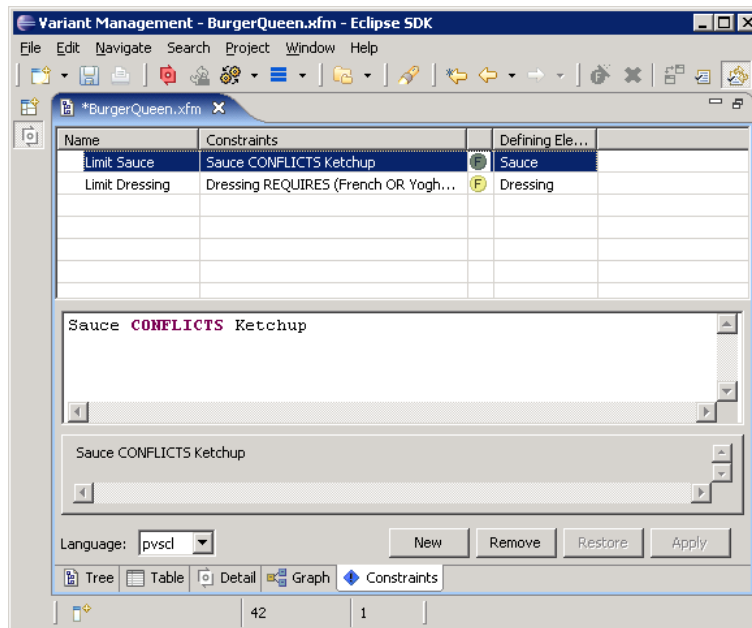 Variant Management - BurgerQueen.xfm - Eclipse SDK
File Edit Navigate Search Project Window Help
*BurgerQueen.xfm
Name Constraints Defining Ele...
Limit Sauce Sauce CONFLICTS Ketchup F Sauce
Limit Dressing Dressing REQUIRES (French OR Yogh... F Dressing
Sauce CONFLICTS Ketchup
Sauce CONFLICTS Ketchup
Language: pvscl New Remove Restore Apply
Tree Table Detail Graph Constraints
42 1